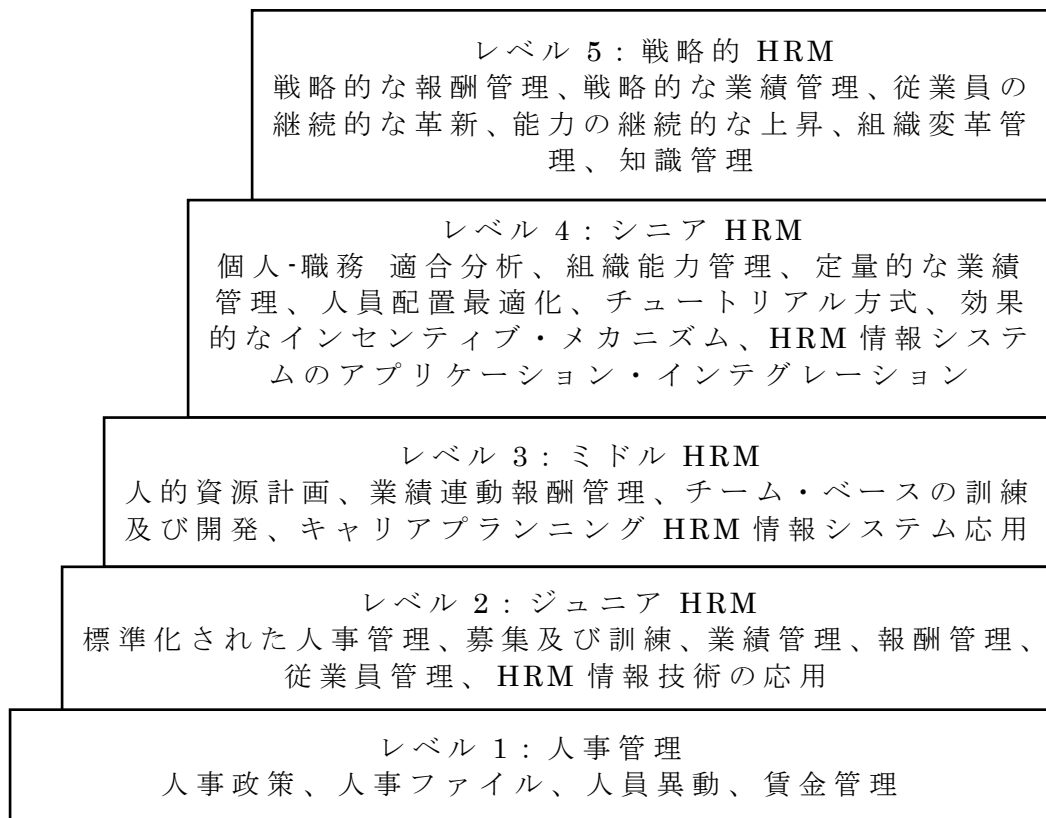 レベル 5：戦略的 HRM
戦略的な報酬管理、戦略的な業績管理、従業員の
継続的な革新、能力の継続的な上昇、組織変革管
理、知識管理
レベル 4：シニア HRM
個人-職務 適合分析、組織能力管理、定量的な業績
管理、人員配置最適化、チュートリアル方式、効果
的なインセンティブ・メカニズム、HRM 情報システ
ムのアプリケーション・インテグレーション
レベル 3：ミドル HRM
人的資源計画、業績連動報酬管理、チーム・ベースの訓練
及び開発、キャリアプランニング HRM 情報システム応用
レベル 2：ジュニア HRM
標準化された人事管理、募集及び訓練、業績管理、報酬管理、
従業員管理、HRM 情報技術の応用
レベル 1：人事管理
人事政策、人事ファイル、人員異動、賃金管理